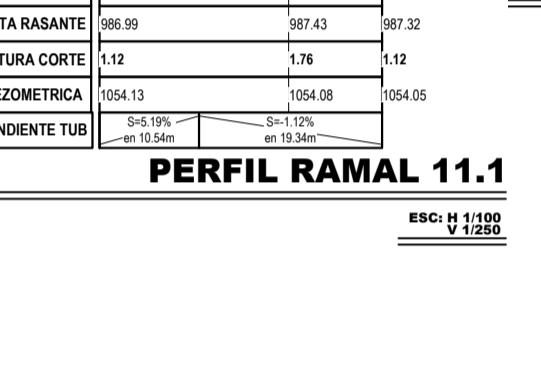 TA RASANTE 986.99 987.43 987.32
TURA CORTE 1.12 1.76 1.12
EZOMETRICA 1054.13 1054.08 1054.05
NDIENTE TUB S=5.19% S=-1.12%
en 10.54m en 19.34m
PERFIL RAMAL 11.1
ESC: H 1/100
V 1/250